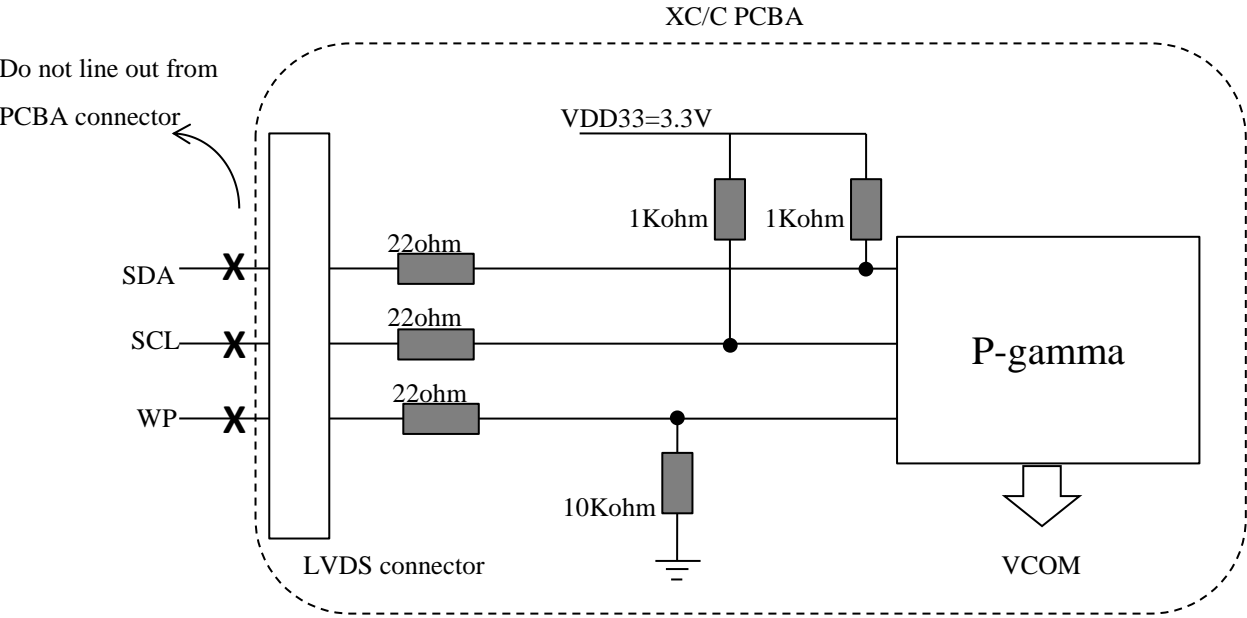 XC/C PCBA
Do not line out from
PCBA connector
VDD33=3.3V
1Kohm
1Kohm
22ohm
SDA
X
22ohm
SCL
X
P-gamma
22ohm
WP
X
10Kohm
LVDS connector
VCOM